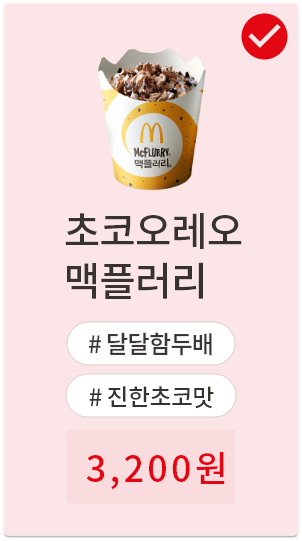 McFLURRY.
맥플러리.
초코오레오
맥플러리
# 달달함두배
# 진한초코맛
3,200원